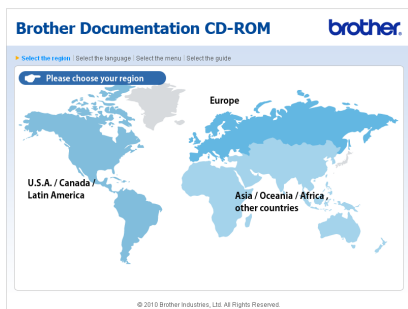 Brother Documentation CD-ROM
brother.
Select the region | Select the language | Select the menu | Select the guide
Please choose your region
Europe
U.S.A. / Canada /
Latin America
Asia / Oceania / Africa ,
other countries
© 2010 Brother Industries, Ltd. All Rights Reserved.